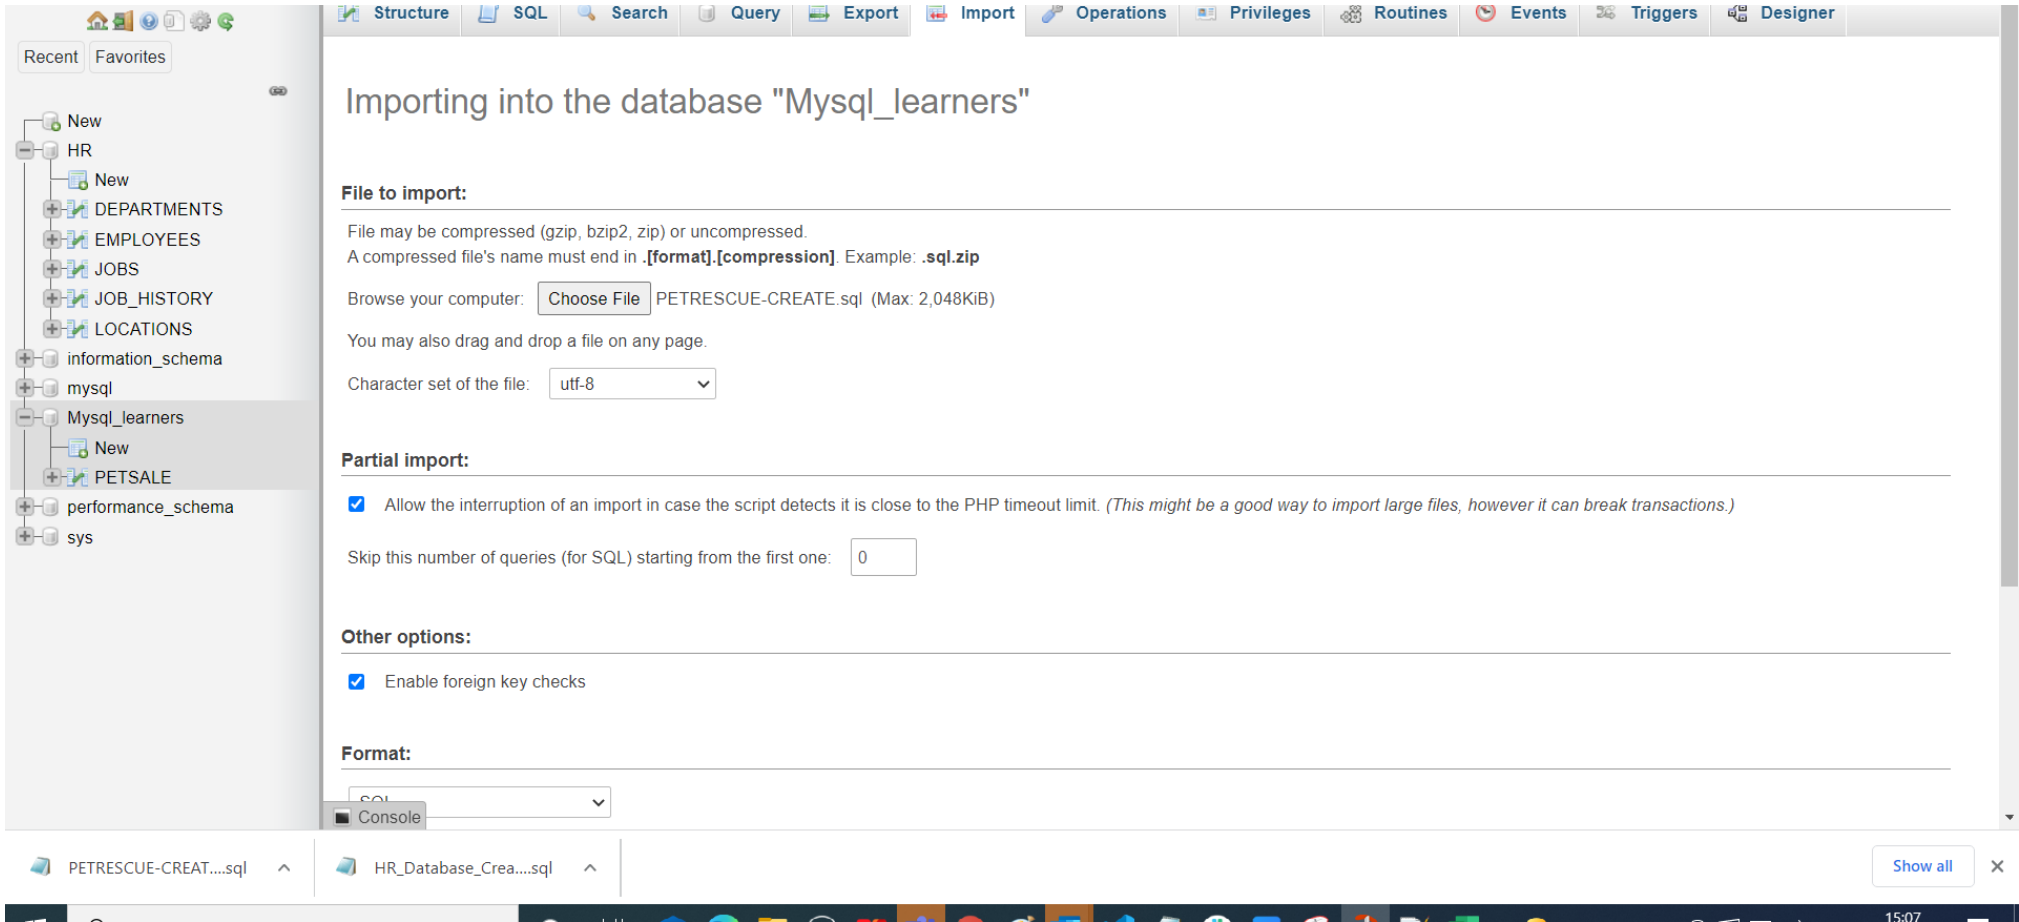 Structure SQL Search Query Export Import Operations Privileges Routines Events Triggers Designer
Recent Favorites
New
HR
New
DEPARTMENTS
EMPLOYEES
JOBS
JOB_HISTORY
LOCATIONS
information_schema
mysql
Mysql_learners
New
PETSALE
performance_schema
sys
Importing into the database "Mysql_learners"
File to import:
File may be compressed (gzip, bzip2, zip) or uncompressed.
A compressed file's name must end in .[format].[compression]. Example: .sql.zip
Browse your computer: Choose File PETRESCUE-CREATE.sql (Max: 2,048KiB)
You may also drag and drop a file on any page.
Character set of the file: utf-8
Partial import:
Allow the interruption of an import in case the script detects it is close to the PHP timeout limit. (This might be a good way to import large files, however it can break transactions.)
Skip this number of queries (for SQL) starting from the first one: 0
Other options:
Enable foreign key checks
Format:
SQL
Console
PETRESCUE-CREAT....sql HR_Database_Crea....sql Show all
15:07